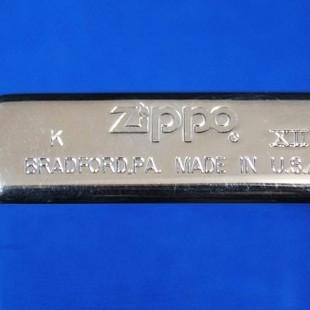 K zippo® XII
BRADFORD,PA. MADE IN U.S.A